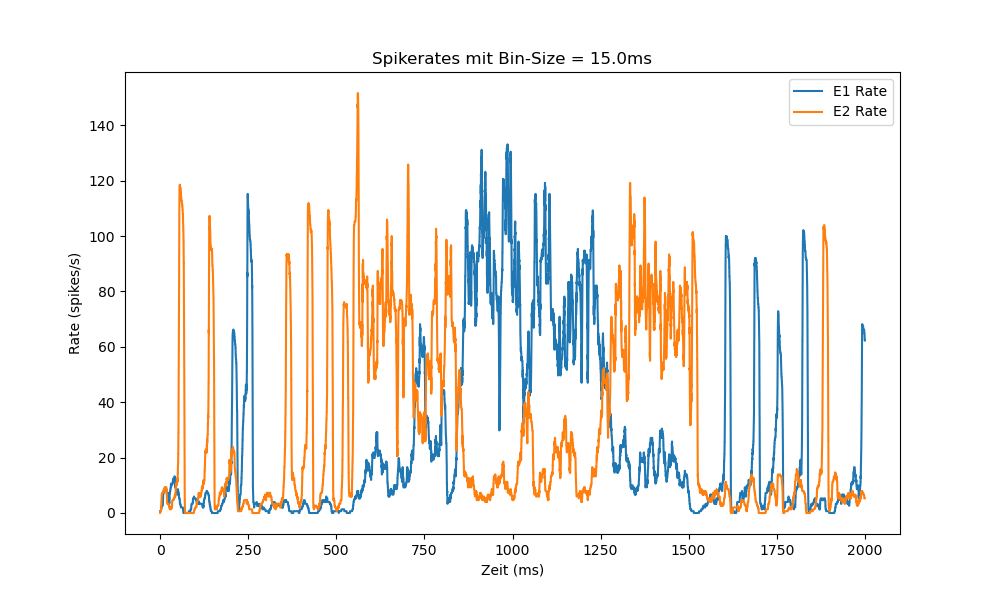 Spikerates mit Bin-Size = 15.0ms
E1 Rate
E2 Rate
140
120
100
80
60
40
20
0
Rate (spikes/s)
0 250 500 750 1000 1250 1500 1750 2000
Zeit (ms)